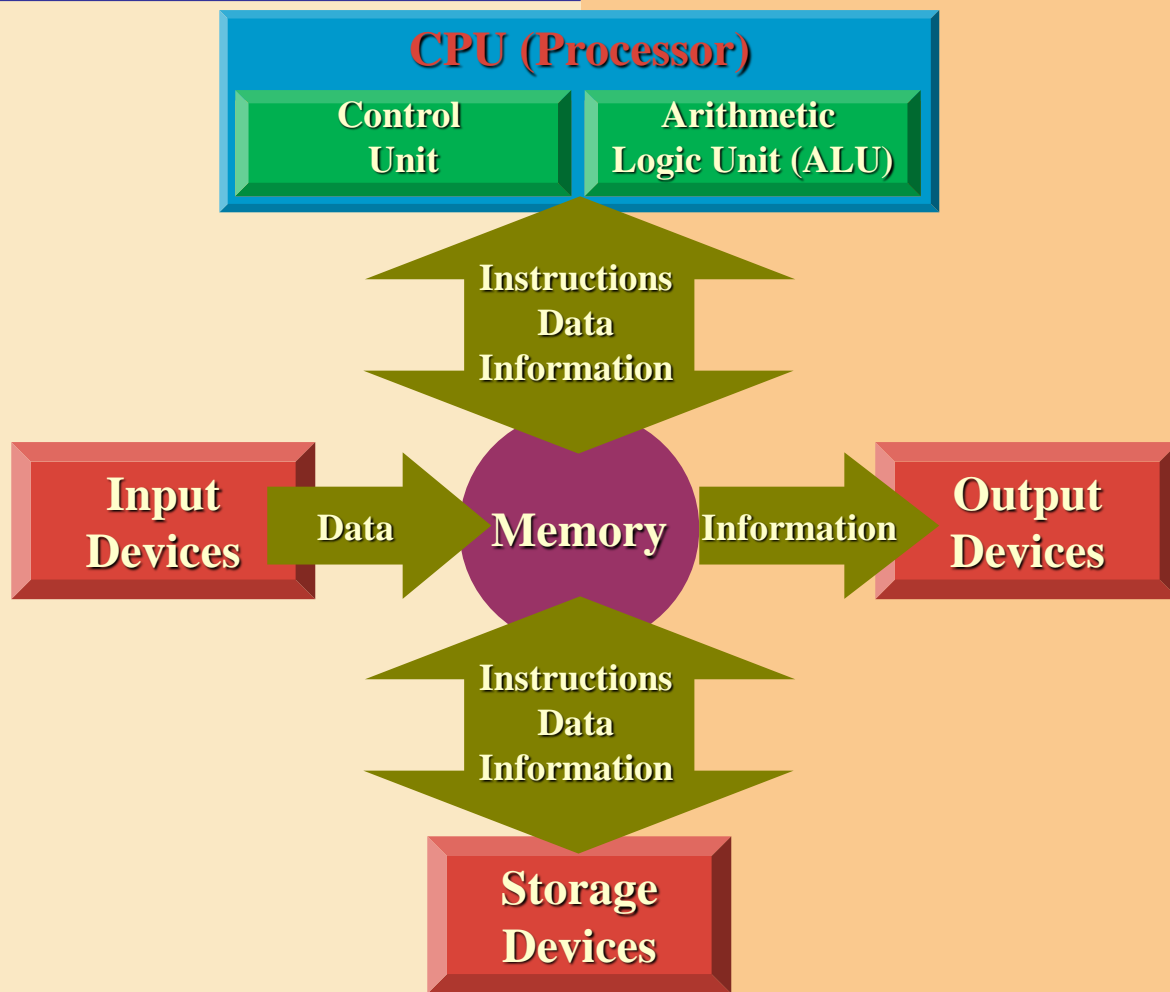 CPU (Processor)
Control
Unit
Arithmetic
Logic Unit (ALU)
Instructions
Data
Information
Input
Devices
Data
Memory
Information
Output
Devices
Instructions
Data
Information
Storage
Devices